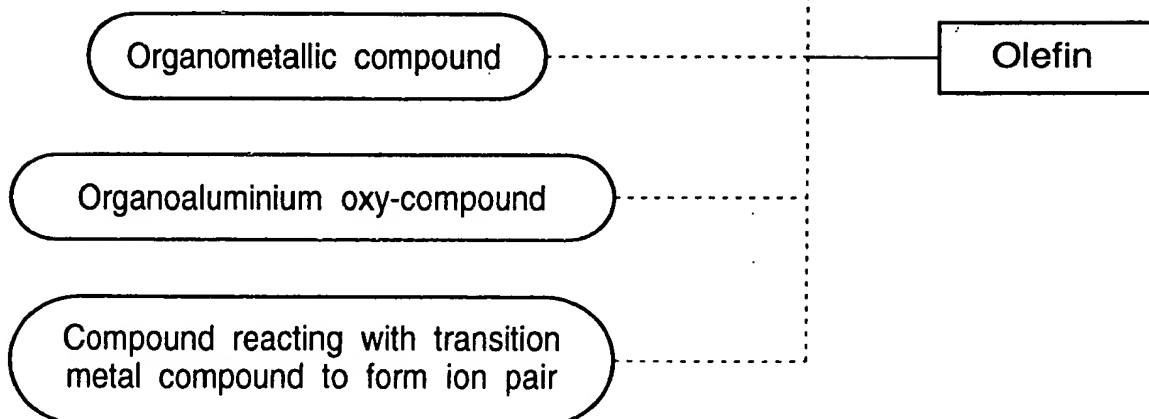 Organometallic compound
Olefin
Organoaluminium oxy-compound
Compound reacting with transition
metal compound to form ion pair